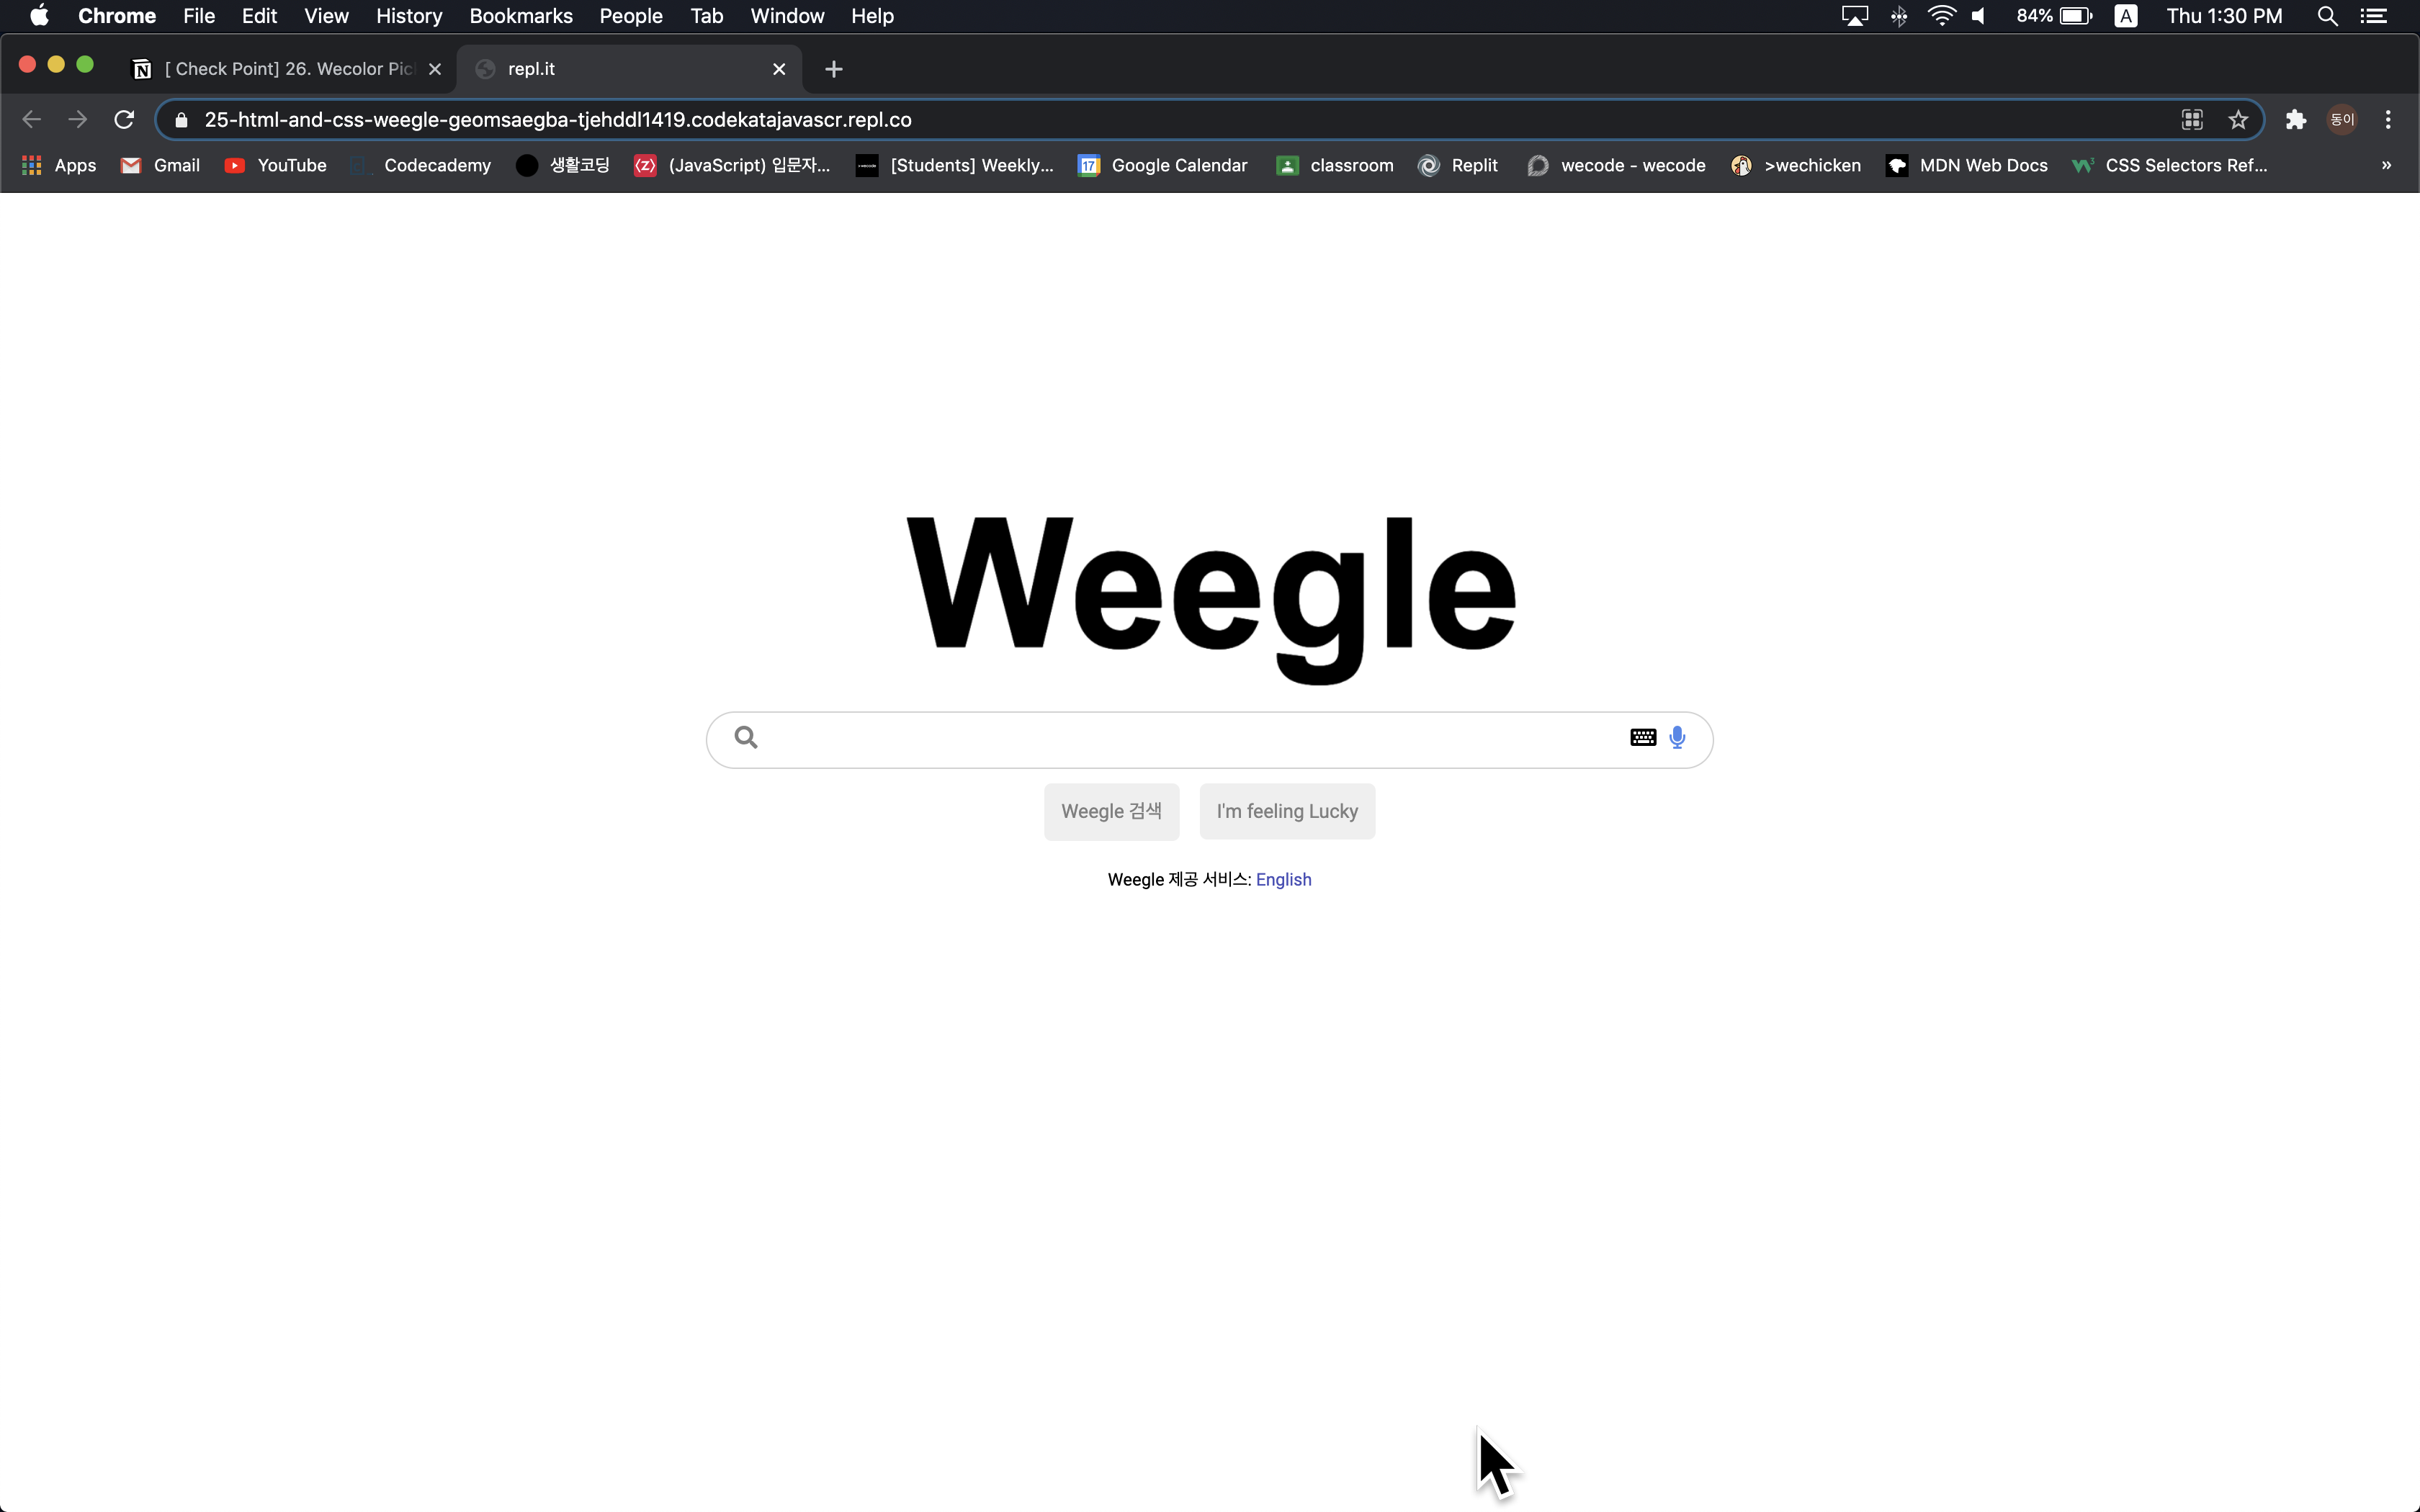 Chrome File Edit View History Bookmarks People Tab Window Help 84% A Thu 1:30 PM
[ Check Point] 26. Wecolor Pic repl.it
25-html-and-css-weegle-geomsaegba-tjehddl1419.codekatajavascr.repl.co 동이
Apps Gmail YouTube Codecademy 생활코딩 (JavaScript) 입문자... [Students] Weekly... 17 Google Calendar classroom Replit wecode - wecode >wechicken MDN Web Docs CSS Selectors Ref... »
Weegle
Weegle 검색 I'm feeling Lucky
Weegle 제공 서비스: English